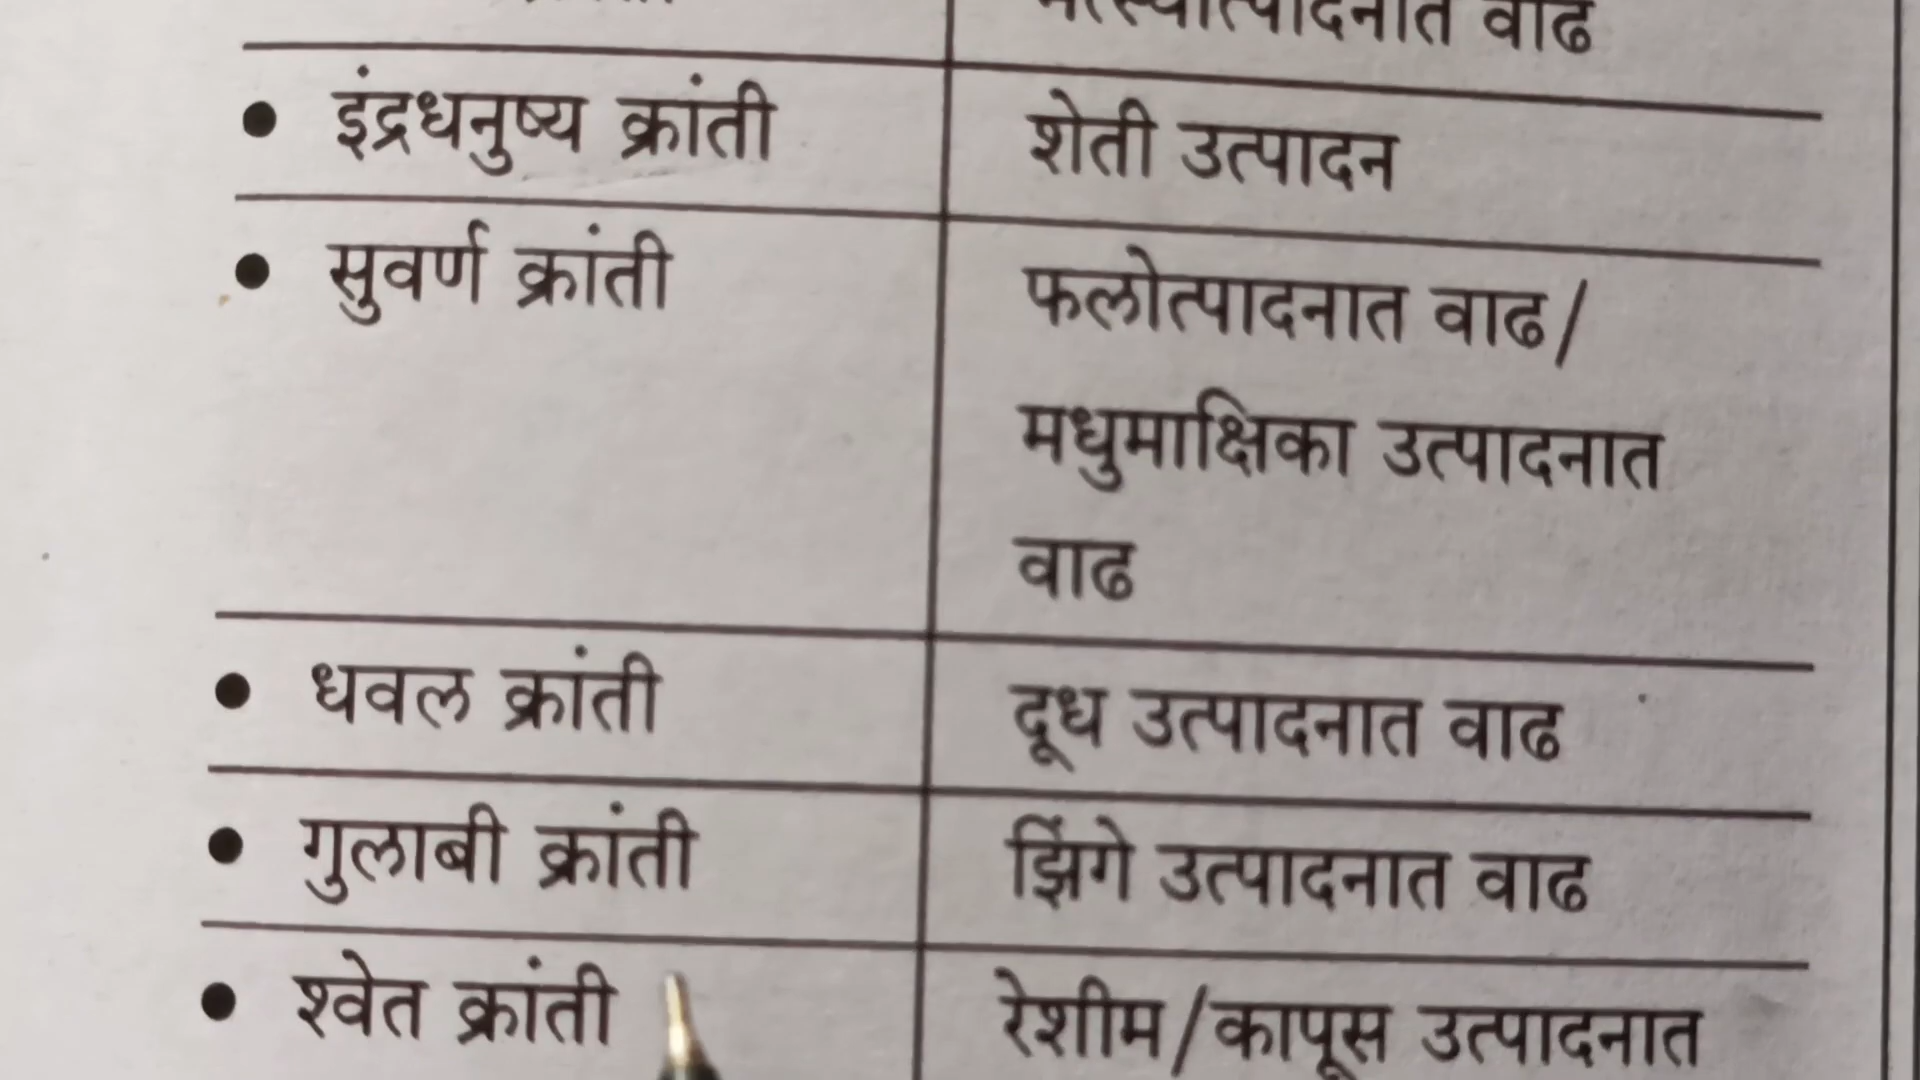 वाढ
• इंद्रधनुष्य क्रांती शेती उत्पादन
• सुवर्ण क्रांती फलोत्पादनात वाढ/
मधुमाक्षिका उत्पादनात
वाढ
• धवल क्रांती दूध उत्पादनात वाढ
• गुलाबी क्रांती झिंगे उत्पादनात वाढ
• श्वेत क्रांती रेशीम/कापूस उत्पादनात